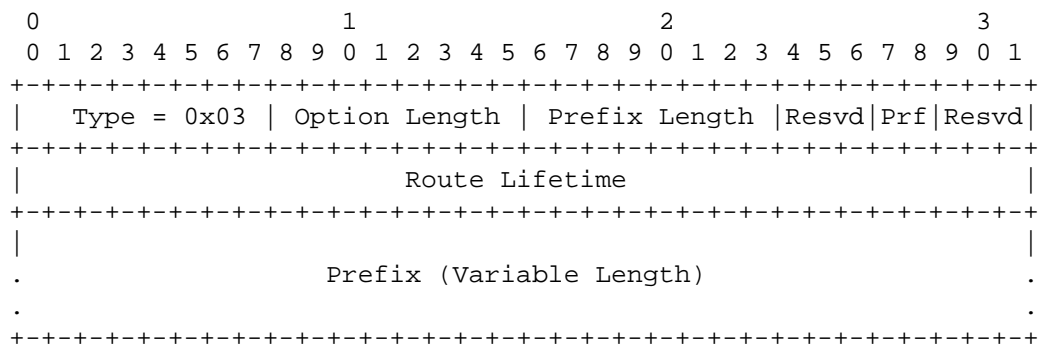 0                   1                   2                   3
 0 1 2 3 4 5 6 7 8 9 0 1 2 3 4 5 6 7 8 9 0 1 2 3 4 5 6 7 8 9 0 1
+-+-+-+-+-+-+-+-+-+-+-+-+-+-+-+-+-+-+-+-+-+-+-+-+-+-+-+-+-+-+-+-+
|   Type = 0x03 | Option Length | Prefix Length |Resvd|Prf|Resvd|
+-+-+-+-+-+-+-+-+-+-+-+-+-+-+-+-+-+-+-+-+-+-+-+-+-+-+-+-+-+-+-+-+
|                        Route Lifetime                         |
+-+-+-+-+-+-+-+-+-+-+-+-+-+-+-+-+-+-+-+-+-+-+-+-+-+-+-+-+-+-+-+-+
|                                                               |
.                   Prefix (Variable Length)                    .
.                                                               .
+-+-+-+-+-+-+-+-+-+-+-+-+-+-+-+-+-+-+-+-+-+-+-+-+-+-+-+-+-+-+-+-+